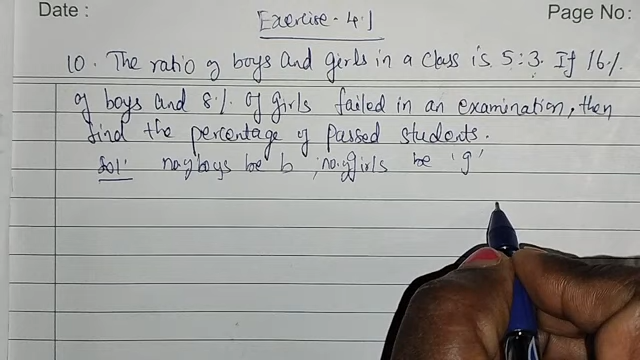 Date :
Exercise - 4.1
Page No:
10. The ratio of boys and girls in a class is 5:3. If 16%
of boys and 8% of girls failed in an examination, then
find the percentage of passed students.
Sol: no.of boys be b, no.of girls be 'g'